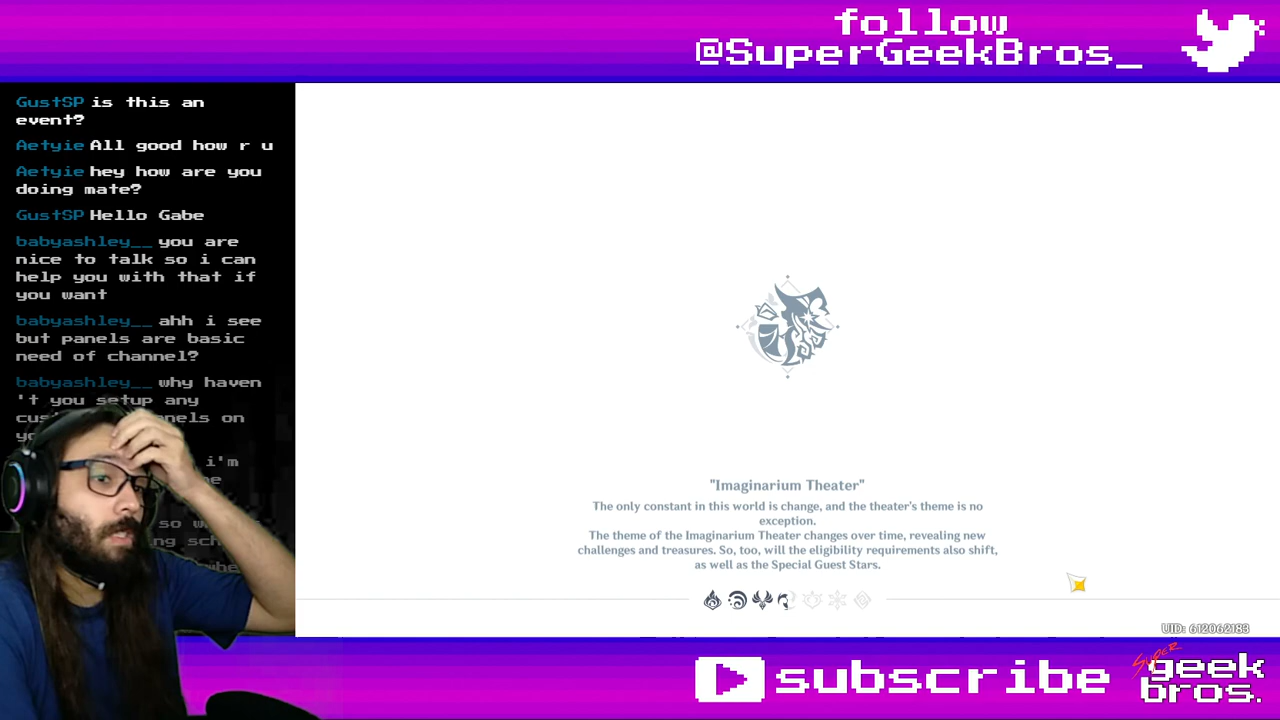 follow
@SuperGeekBros_
GustSP is this an
event?
Aetyie All good how r u
Aetyie hey how are you
doing mate?
GustSP Hello Gabe
babyashley__ you are
nice to talk so i can
help you with that if
you want
babyashley__ ahh i see
but panels are basic
need of channel?
babyashley__ why haven
't you setup any
on
i'm
so
"Imaginarium Theater"
The only constant in this world is change, and the theater's theme is no
exception.
The theme of the Imaginarium Theater changes over time, revealing new
challenges and treasures. So, too, will the eligibility requirements also shift,
as well as the Special Guest Stars.
UID: 612062183
subscribe
SUPER
geek
bros.